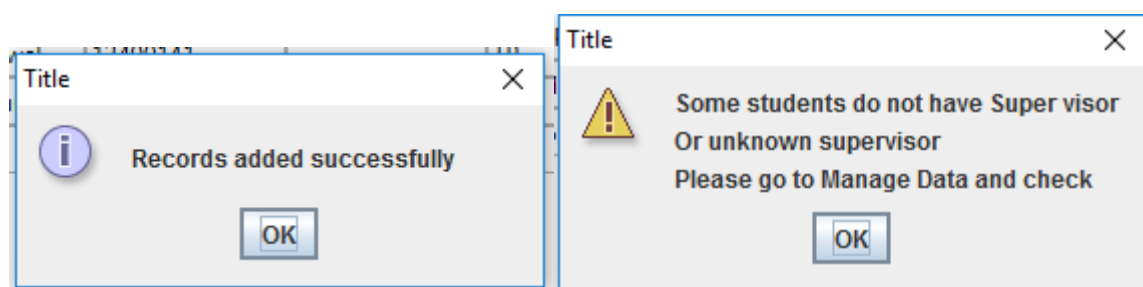 Title
Records added successfully
OK
Title
Some students do not have Super visor
Or unknown supervisor
Please go to Manage Data and check
OK